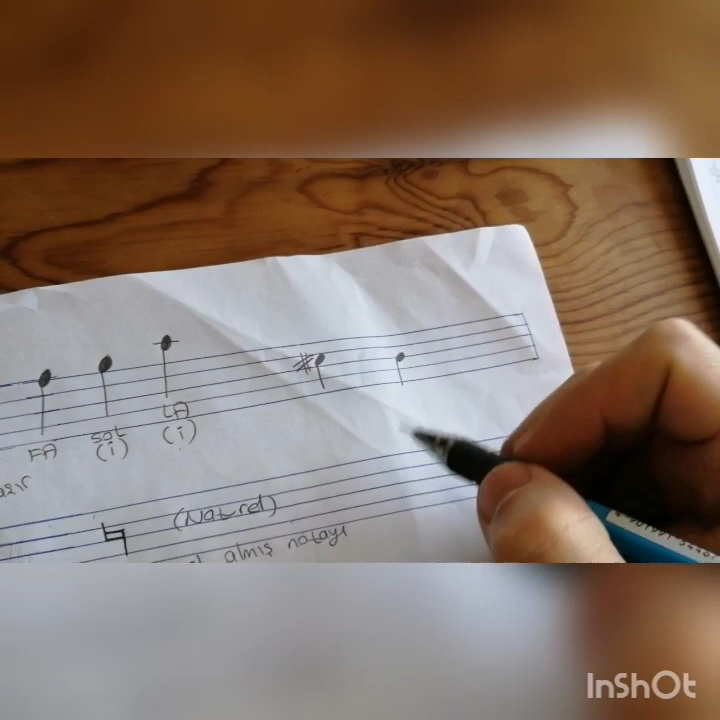 FA SOL LA
(i) (i)
(Naturel)
almış notayı
InShOt